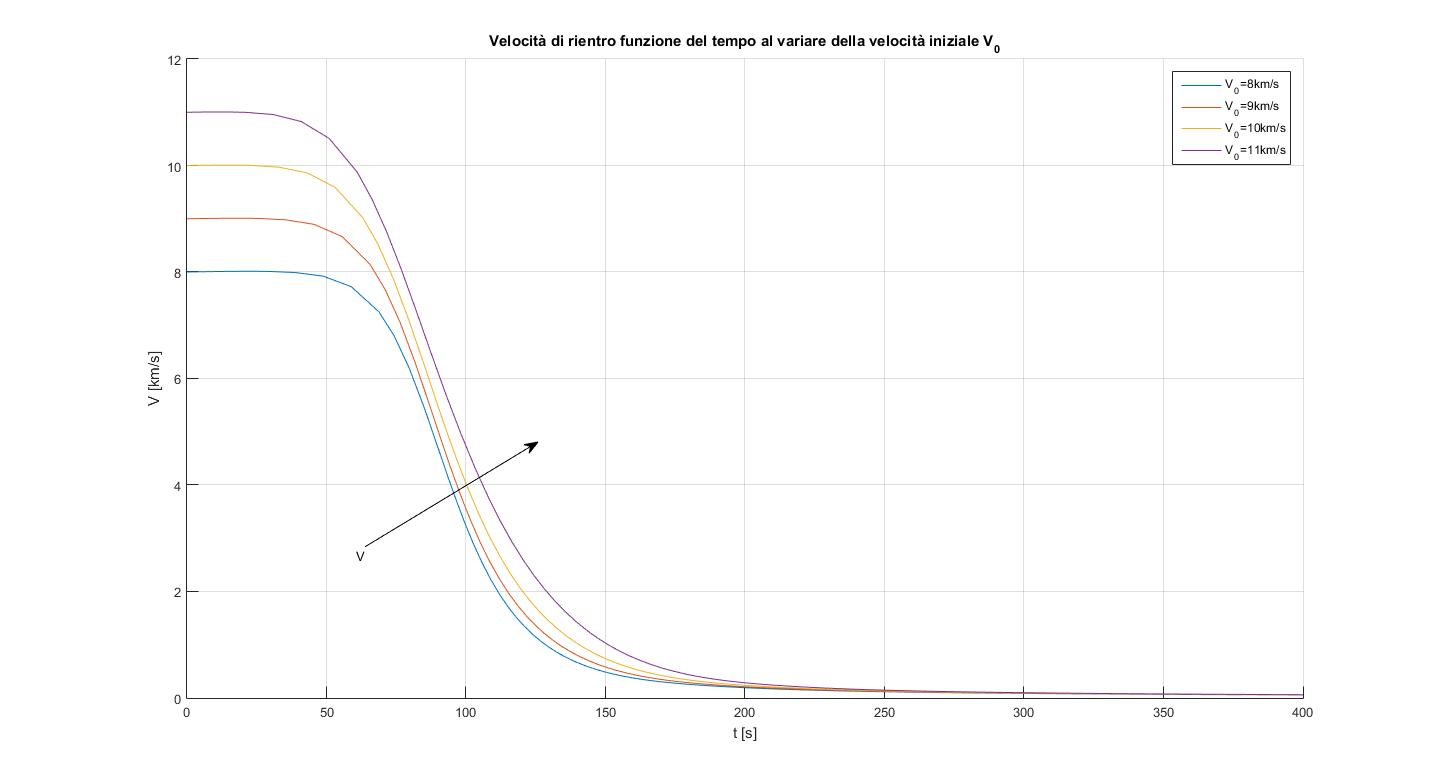 Velocità di rientro funzione del tempo al variare della velocità iniziale V0
12
10
8
6
4
2
0
V [km/s]
V0=8km/s
V0=9km/s
V0=10km/s
V0=11km/s
V
0 50 100 150 200 250 300 350 400
t [s]